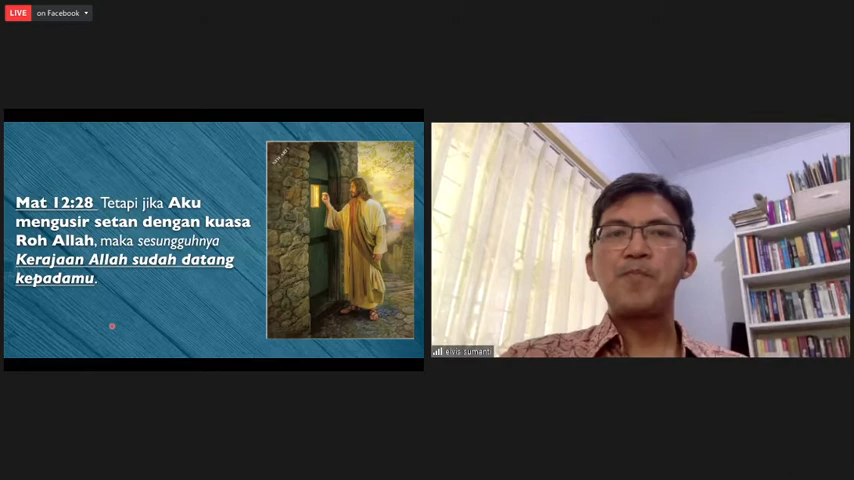 LIVE on Facebook
Mat 12:28 Tetapi jika Aku
mengusir setan dengan kuasa
Roh Allah, maka sesungguhnya
Kerajaan Allah sudah datang
kepadamu.
elvis sumanti